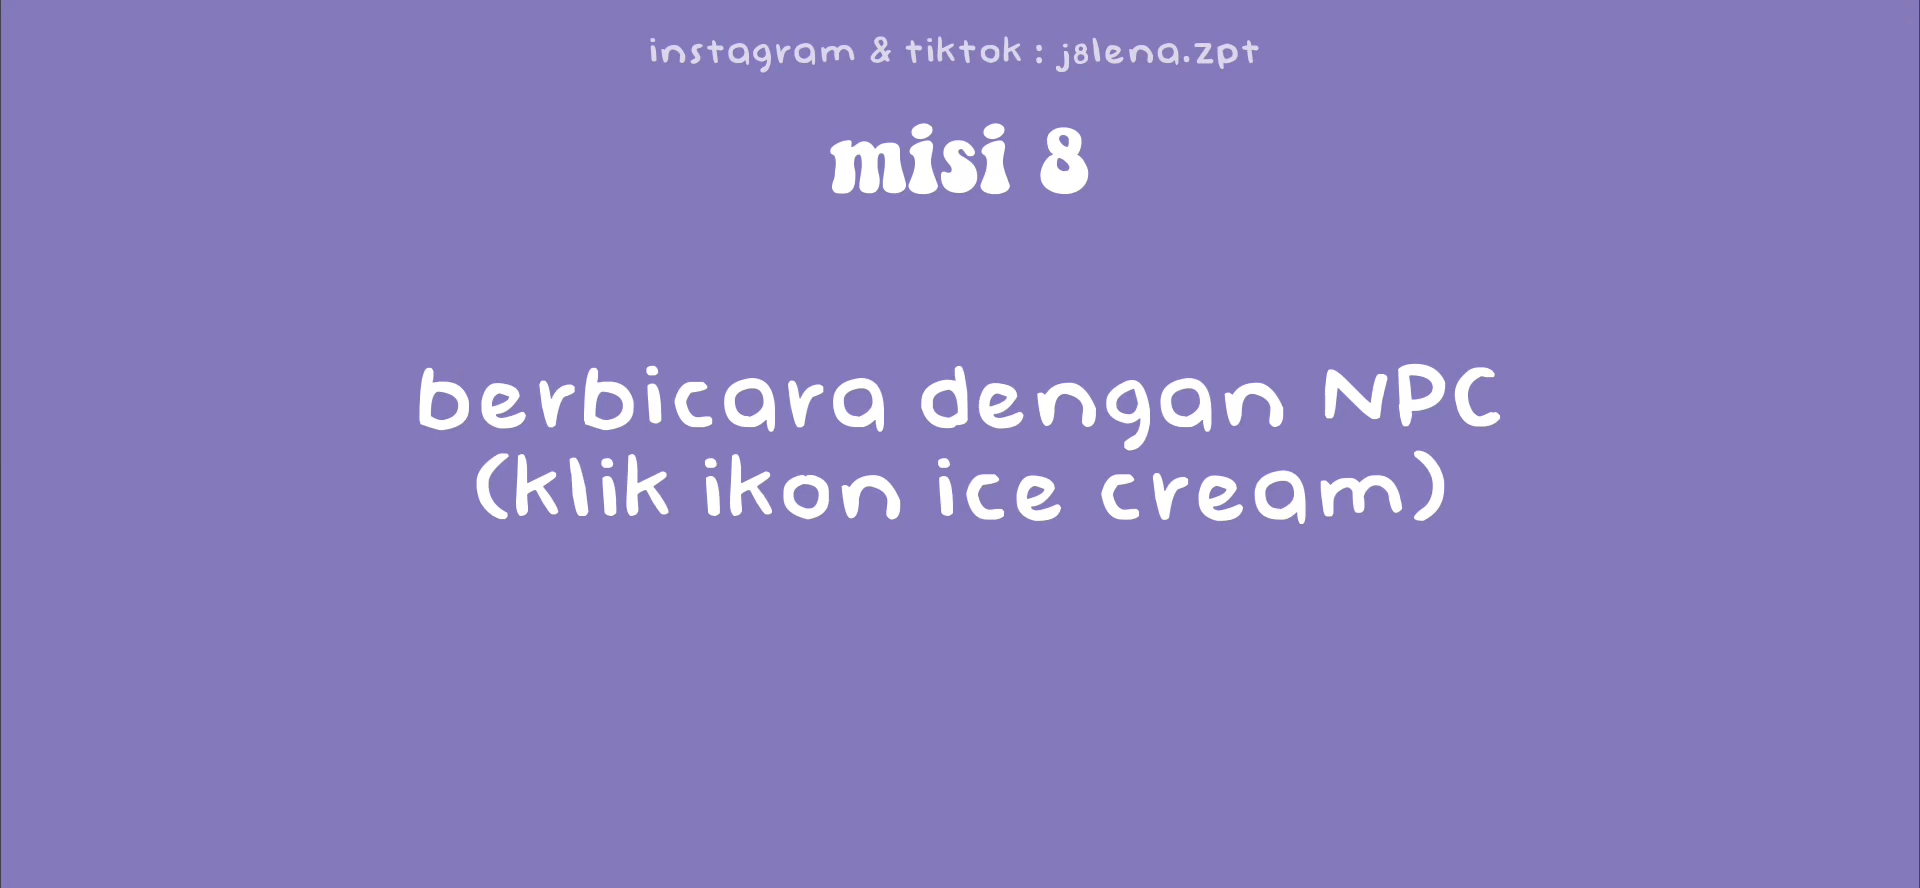 instagram & tiktok : j8lena.zpt
misi 8
berbicara dengan NPC
(klik ikon ice cream)